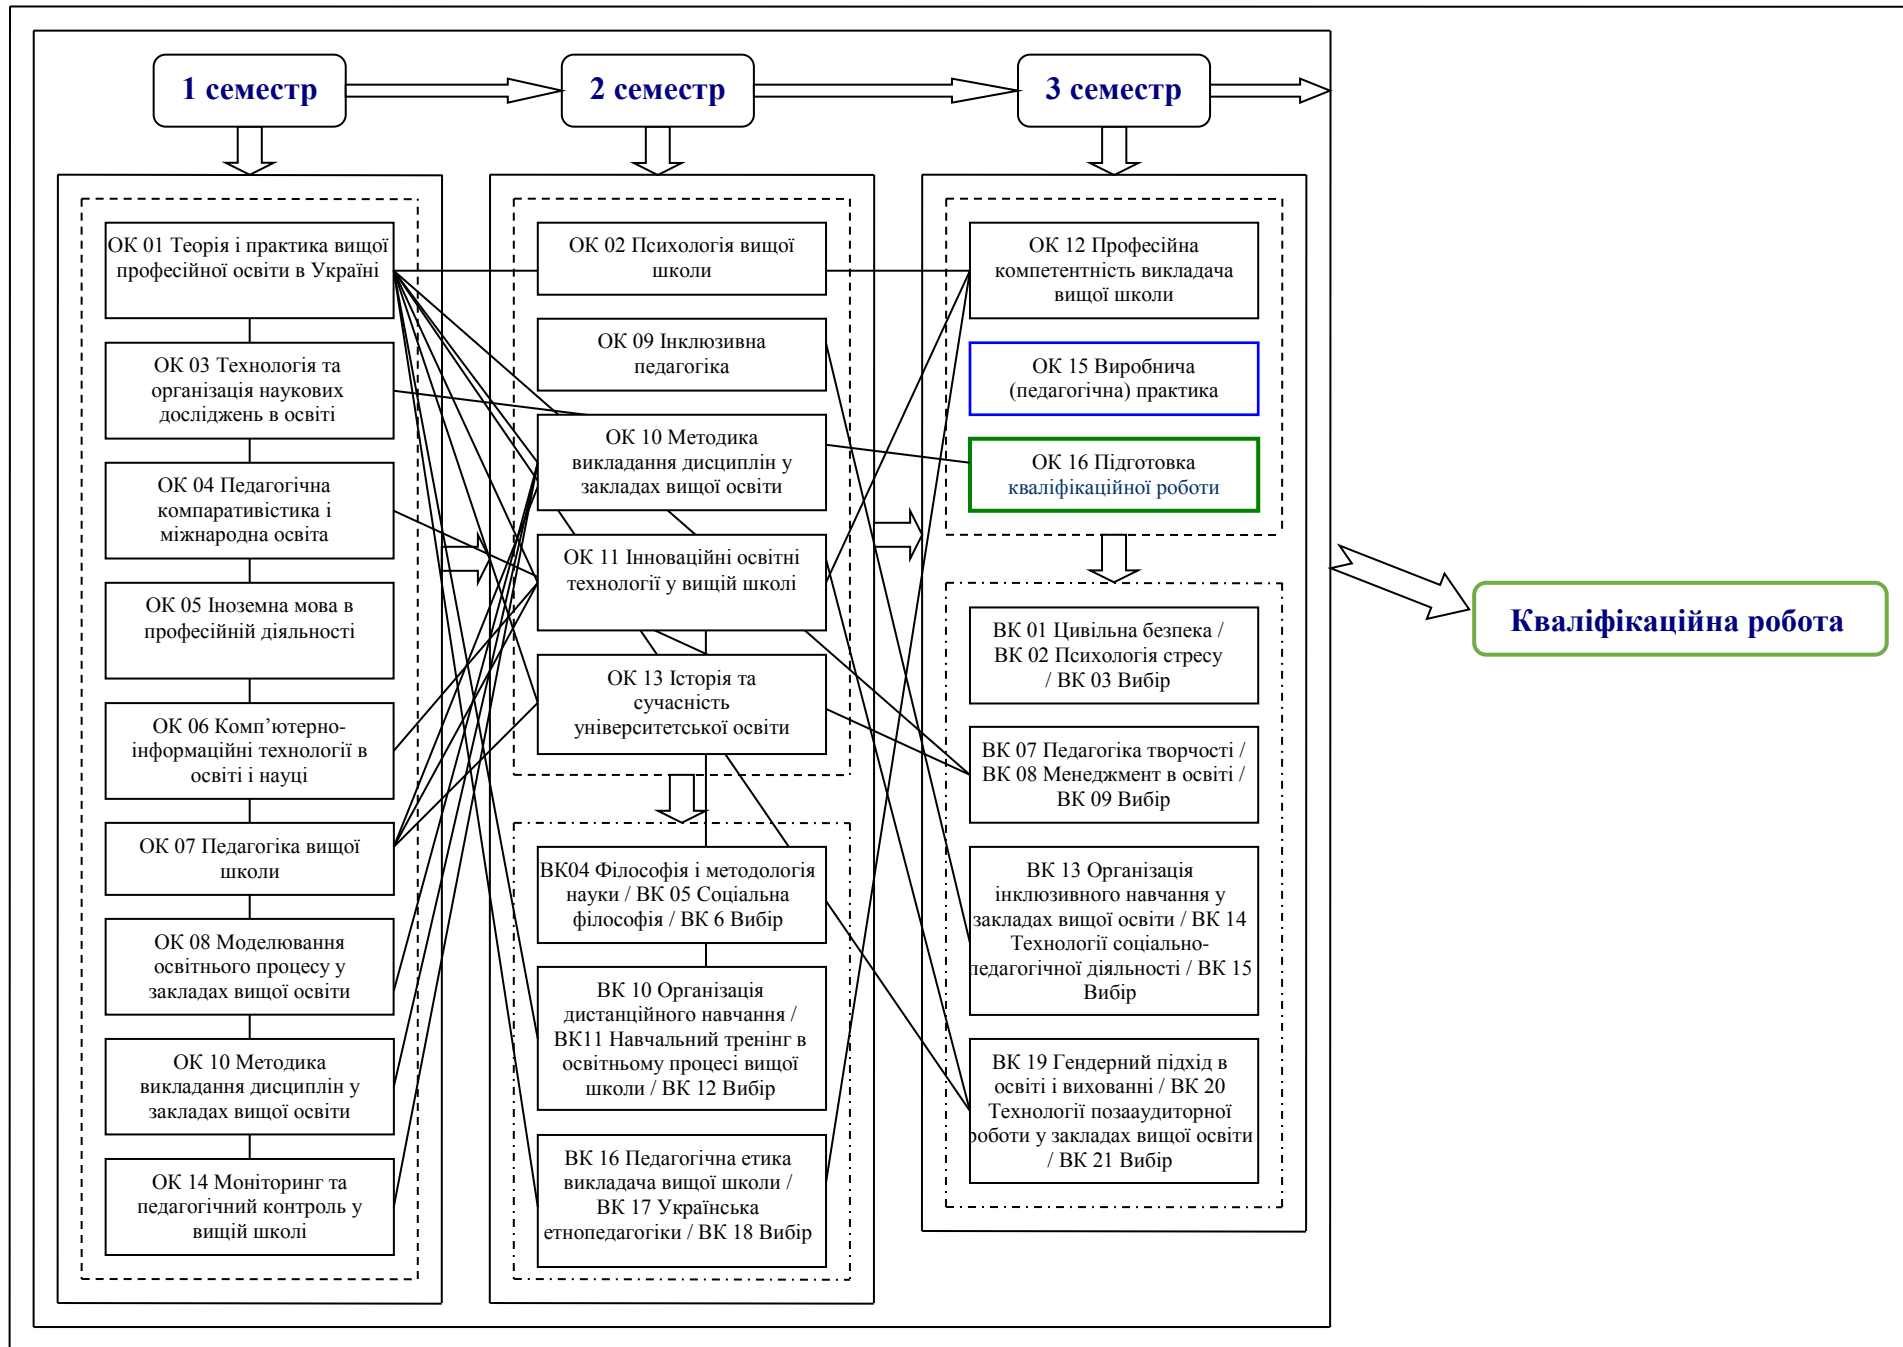 1 семестр
2 семестр
3 семестр
ОК 01 Теорія і практика вищої
професійної освіти в Україні
ОК 03 Технологія та
організація наукових
досліджень в освіті
ОК 04 Педагогічна
компаративістика і
міжнародна освіта
ОК 05 Іноземна мова в
професійній діяльності
ОК 06 Комп’ютерно-
інформаційні технології в
освіті і науці
ОК 07 Педагогіка вищої
школи
ОК 08 Моделювання
освітнього процесу у
закладах вищої освіти
ОК 10 Методика
викладання дисциплін у
закладах вищої освіти
ОК 14 Моніторинг та
педагогічний контроль у
вищій школі
ОК 02 Психологія вищої
школи
ОК 09 Інклюзивна
педагогіка
ОК 10 Методика
викладання дисциплін у
закладах вищої освіти
ОК 11 Інноваційні освітні
технології у вищій школі
ОК 13 Історія та
сучасність
університетської освіти
ВК04 Філософія і методологія
науки / ВК 05 Соціальна
філософія / ВК 6 Вибір
ВК 10 Організація
дистанційного навчання /
ВК11 Навчальний тренінг в
освітньому процесі вищої
школи / ВК 12 Вибір
ВК 16 Педагогічна етика
викладача вищої школи /
ВК 17 Українська
етнопедагогіки / ВК 18 Вибір
ОК 12 Професійна
компетентність викладача
вищої школи
ОК 15 Виробнича
(педагогічна) практика
ОК 16 Підготовка
кваліфікаційної роботи
ВК 01 Цивільна безпека /
ВК 02 Психологія стресу
/ ВК 03 Вибір
ВК 07 Педагогіка творчості /
ВК 08 Менеджмент в освіті /
ВК 09 Вибір
ВК 13 Організація
інклюзивного навчання у
закладах вищої освіти / ВК 14
Технології соціально-
педагогічної діяльності / ВК 15
Вибір
ВК 19 Гендерний підхід в
освіті і вихованні / ВК 20
Технології позааудиторної
роботи у закладах вищої освіти
/ ВК 21 Вибір
Кваліфікаційна робота